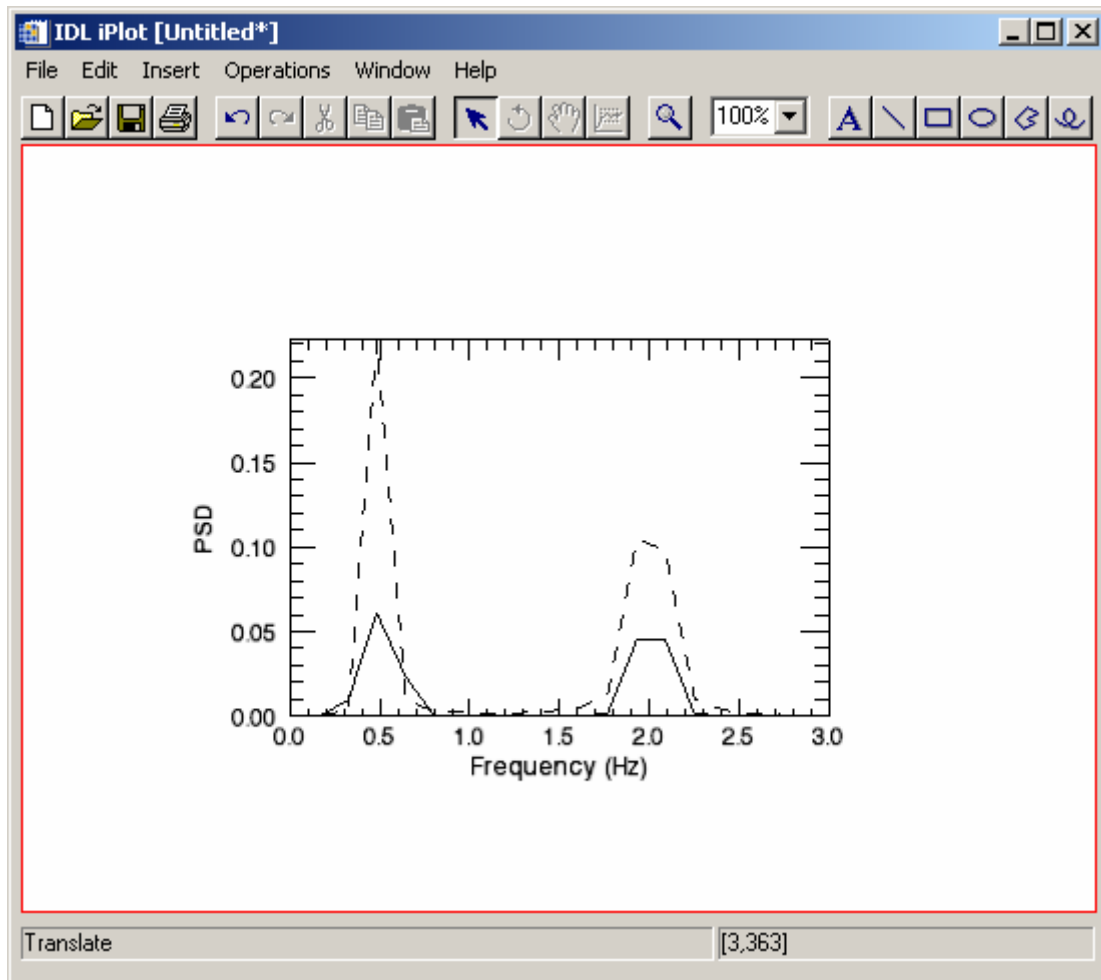 IDL iPlot [Untitled*]
File Edit Insert Operations Window Help
100% A
0.20
0.15
PSD
0.10
0.05
0.00
0.0 0.5 1.0 1.5 2.0 2.5 3.0
Frequency (Hz)
Translate [3,363]